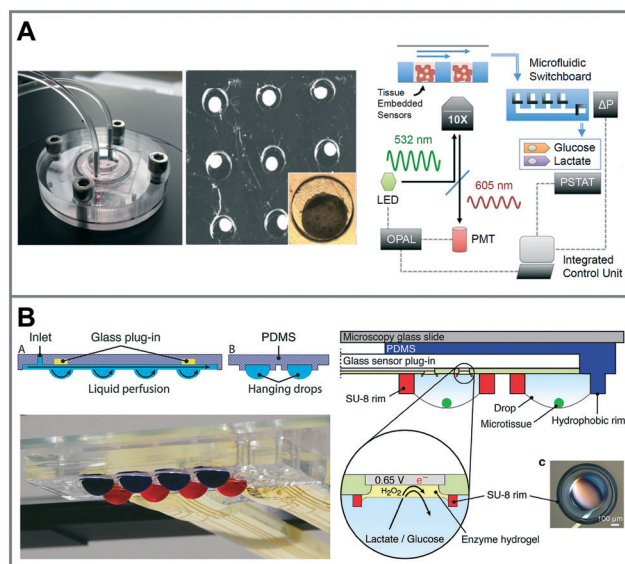 A
Tissue
Embedded
Sensors
10X
532 nm
LED
605 nm
OPAL
PMT
Microfluidic
Switchboard
ΔP
Glucose
Lactate
PSTAT
Integrated
Control Unit
B
A
Inlet
Glass plug-in
Liquid perfusion
B
PDMS
Hanging drops
Microscopy glass slide
PDMS
Glass sensor plug-in
SU-8 rim
Drop
Microtissue
Hydrophobic rim
0.65 V e⁻
H₂O₂
Lactate / Glucose
SU-8 rim
Enzyme hydrogel
c
100 µm